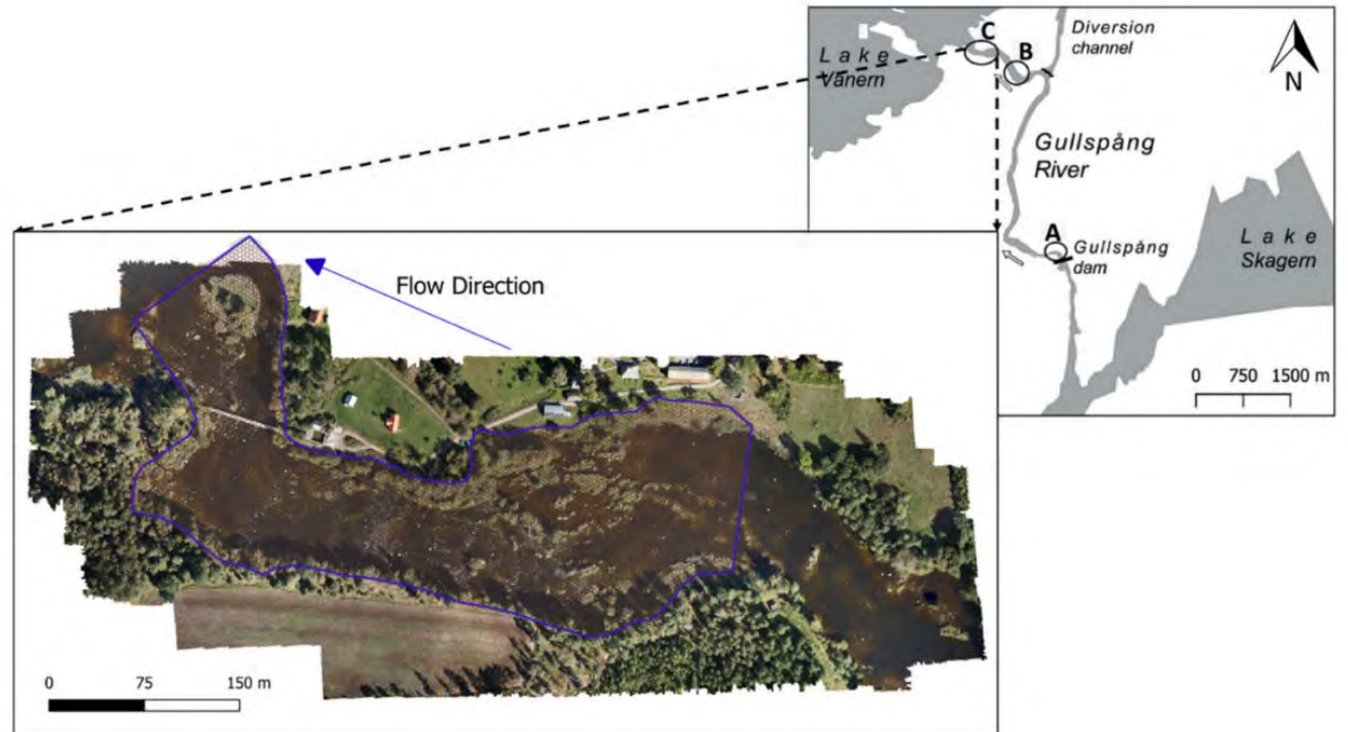 C
B
Diversion
channel
Lake
Vänern
N
Gullspång
River
A
Gullspång
dam
Lake
Skagern
0 750 1500 m
Flow Direction
0 75 150 m